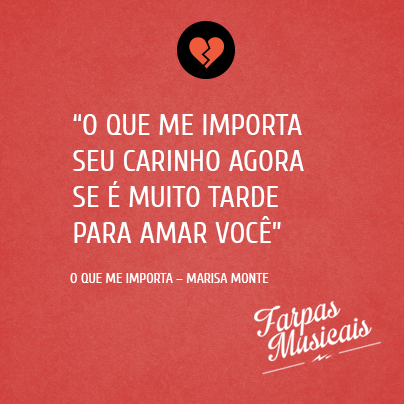 “O QUE ME IMPORTA
SEU CARINHO AGORA
SE É MUITO TARDE
PARA AMAR VOCÊ”
O QUE ME IMPORTA – MARISA MONTE
Farpas
Musicais